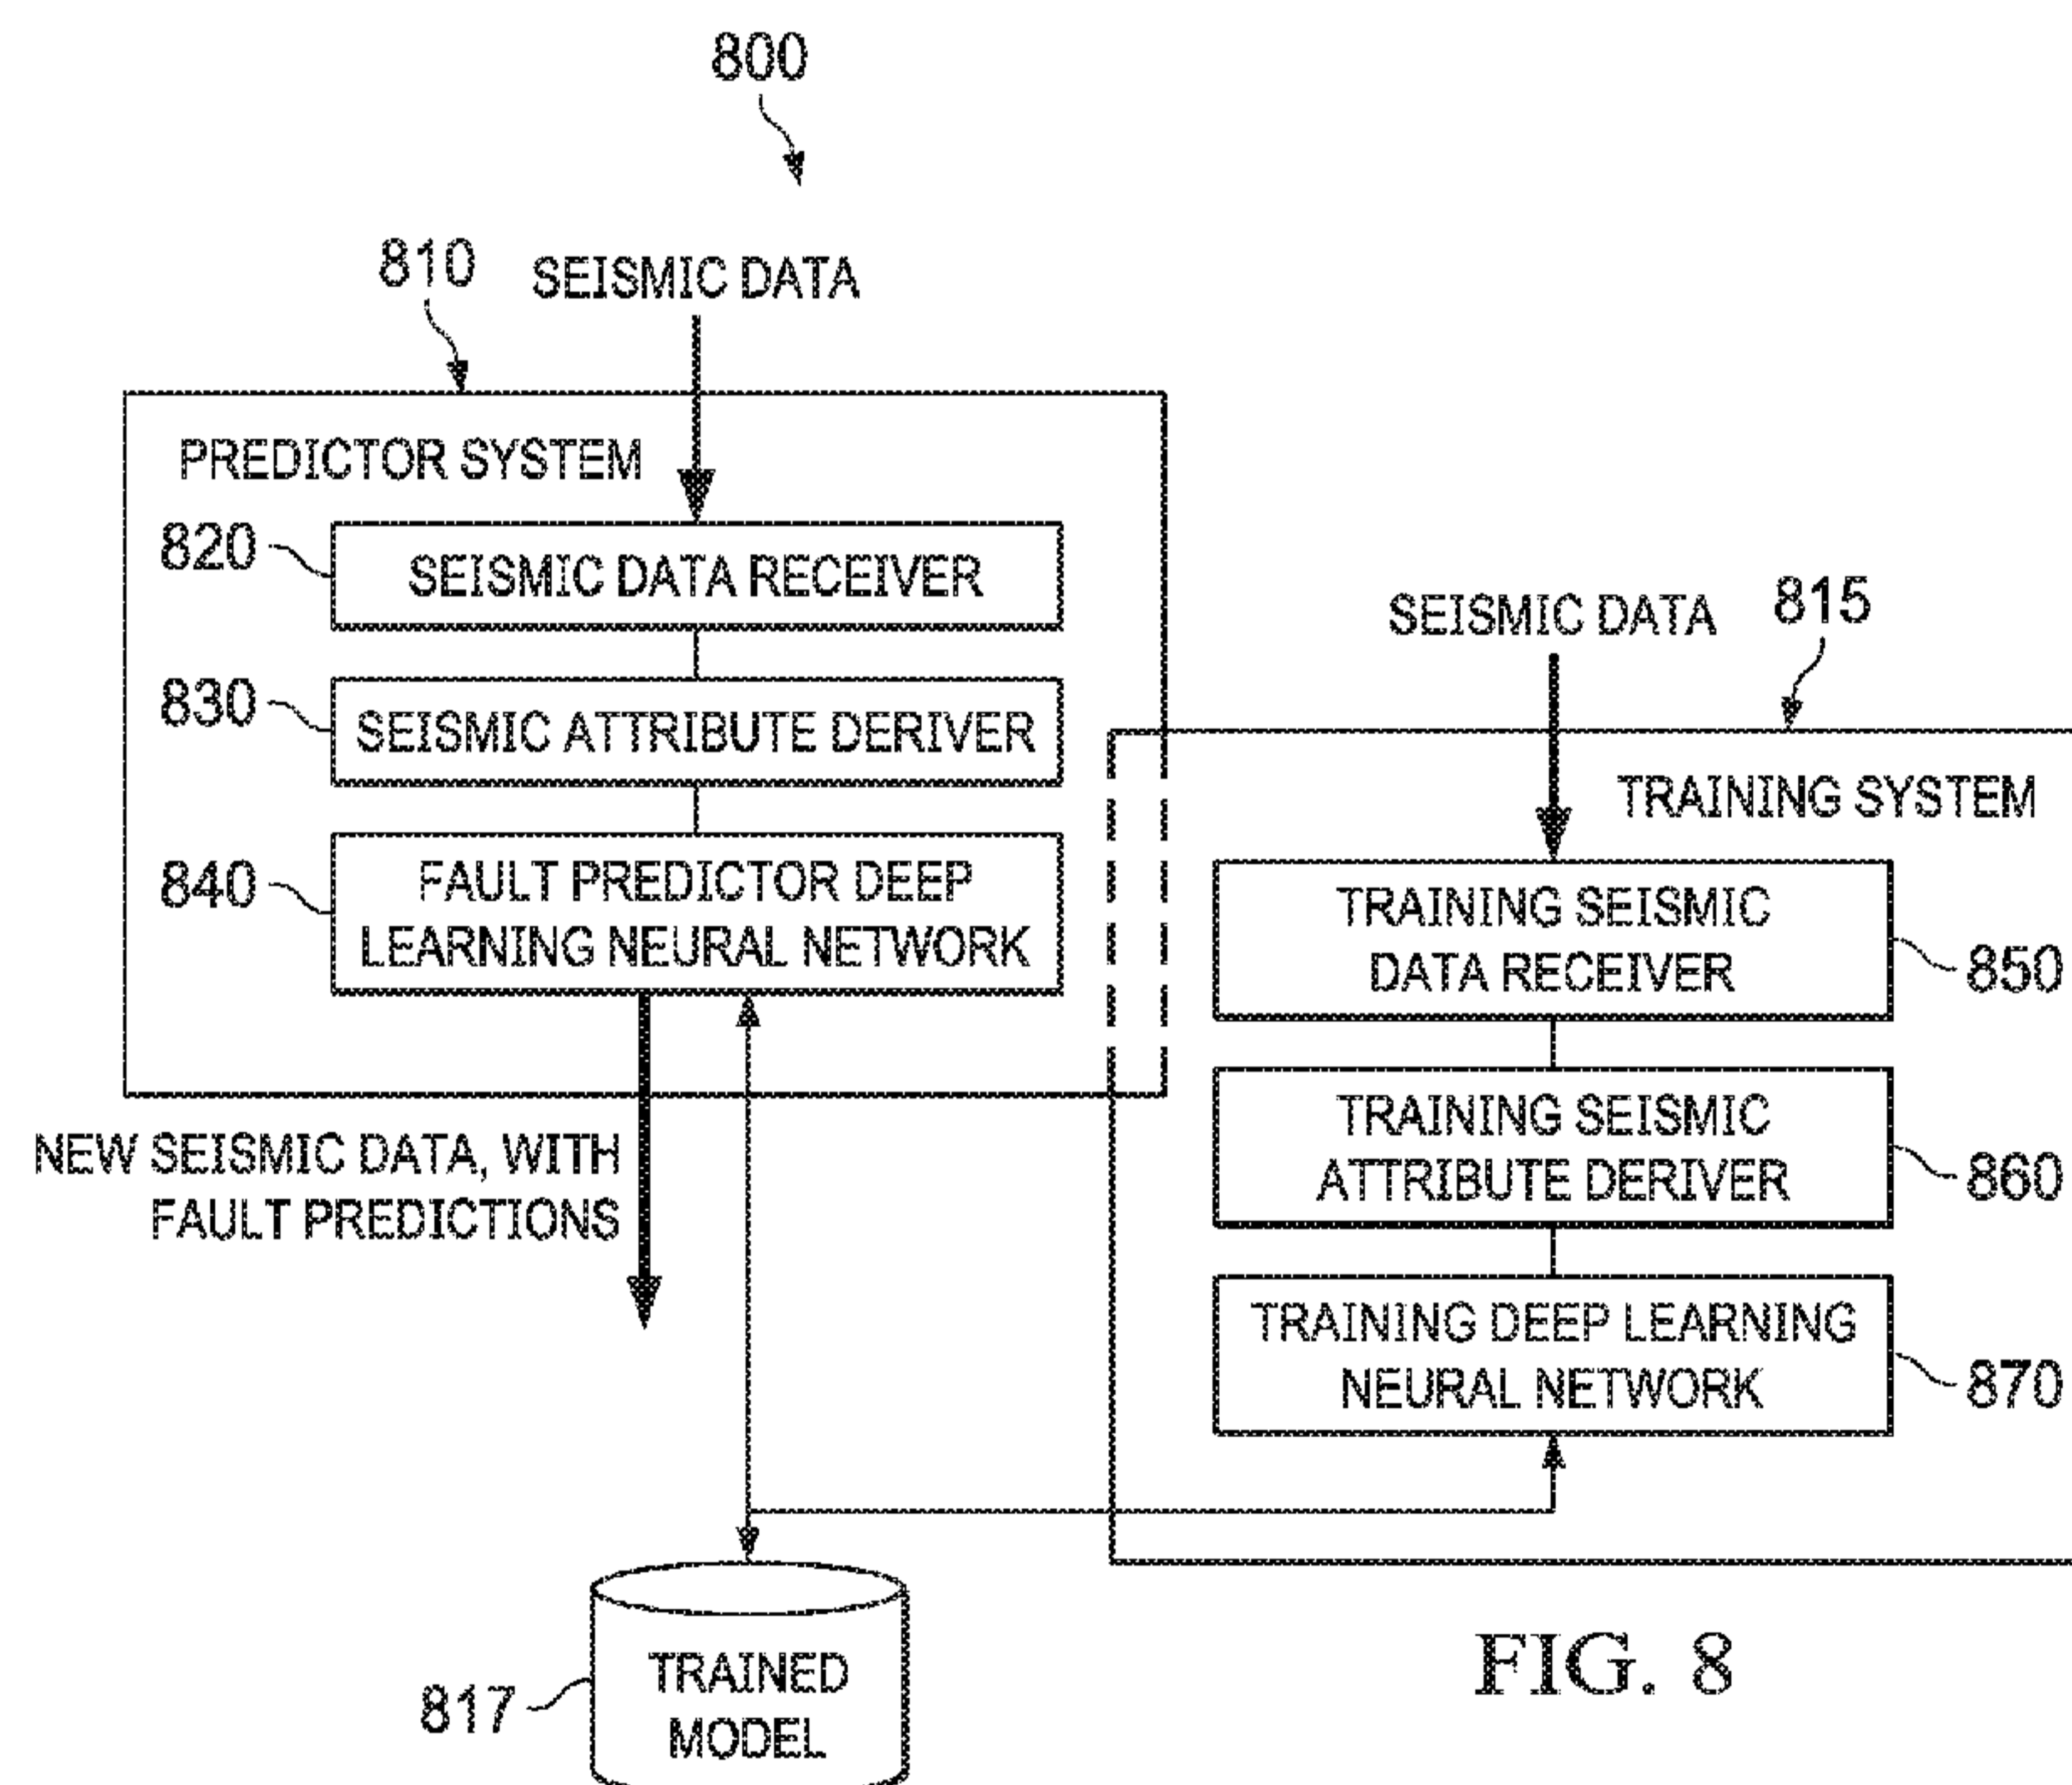 800
810
SEISMIC DATA
PREDICTOR SYSTEM
820
SEISMIC DATA RECEIVER
830
SEISMIC ATTRIBUTE DERIVER
840
FAULT PREDICTOR DEEP
LEARNING NEURAL NETWORK
NEW SEISMIC DATA, WITH
FAULT PREDICTIONS
SEISMIC DATA
815
TRAINING SYSTEM
TRAINING SEISMIC
DATA RECEIVER
850
TRAINING SEISMIC
ATTRIBUTE DERIVER
860
TRAINING DEEP LEARNING
NEURAL NETWORK
870
817
TRAINED
MODEL
FIG. 8